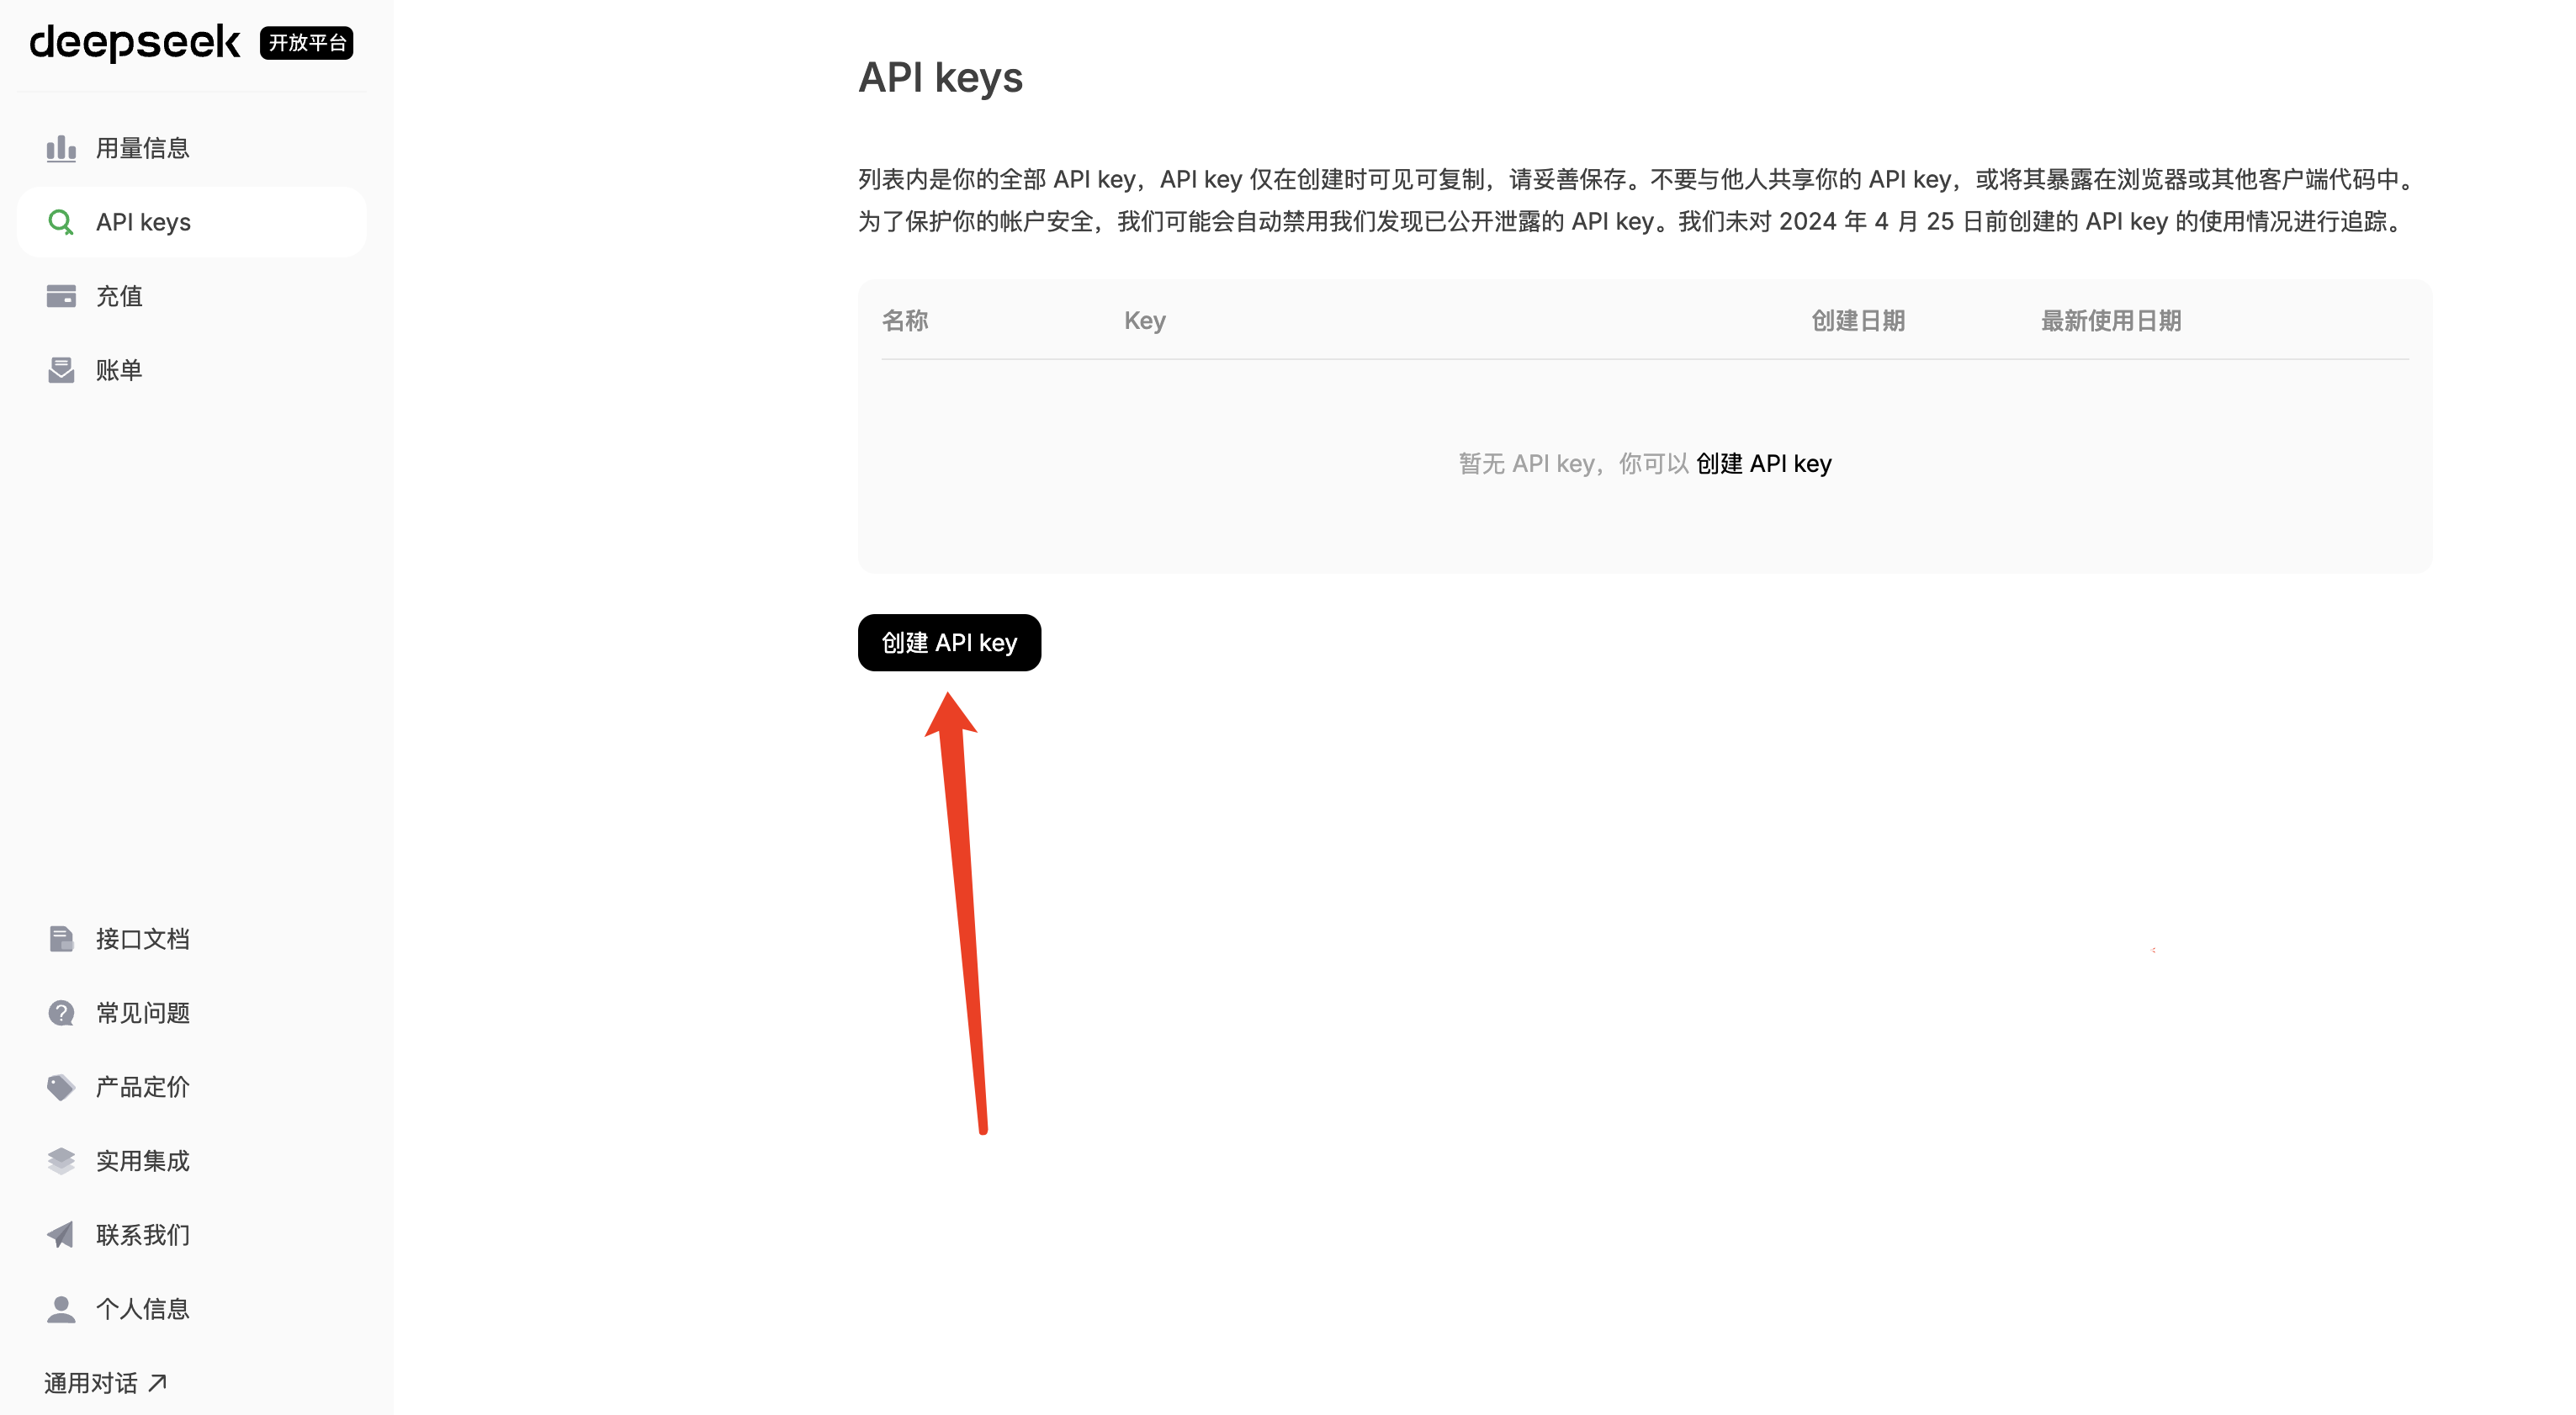 deepseek 开放平台
用量信息
API keys
充值
账单
接口文档
常见问题
产品定价
实用集成
联系我们
个人信息
通用对话
API keys
列表内是你的全部 API key，API key 仅在创建时可见可复制，请妥善保存。不要与他人共享你的 API key，或将其暴露在浏览器或其他客户端代码中。
为了保护你的帐户安全，我们可能会自动禁用我们发现已公开泄露的 API key。我们未对 2024 年 4 月 25 日前创建的 API key 的使用情况进行追踪。
名称 Key 创建日期 最新使用日期
暂无 API key，你可以 创建 API key
创建 API key